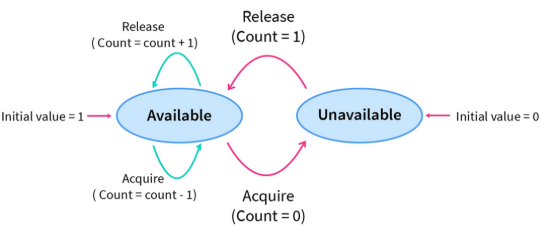 Release
( Count = count + 1)
Release
(Count = 1)
Initial value = 1
Available
Unavailable
Initial value = 0
Acquire
( Count = count - 1)
Acquire
(Count = 0)